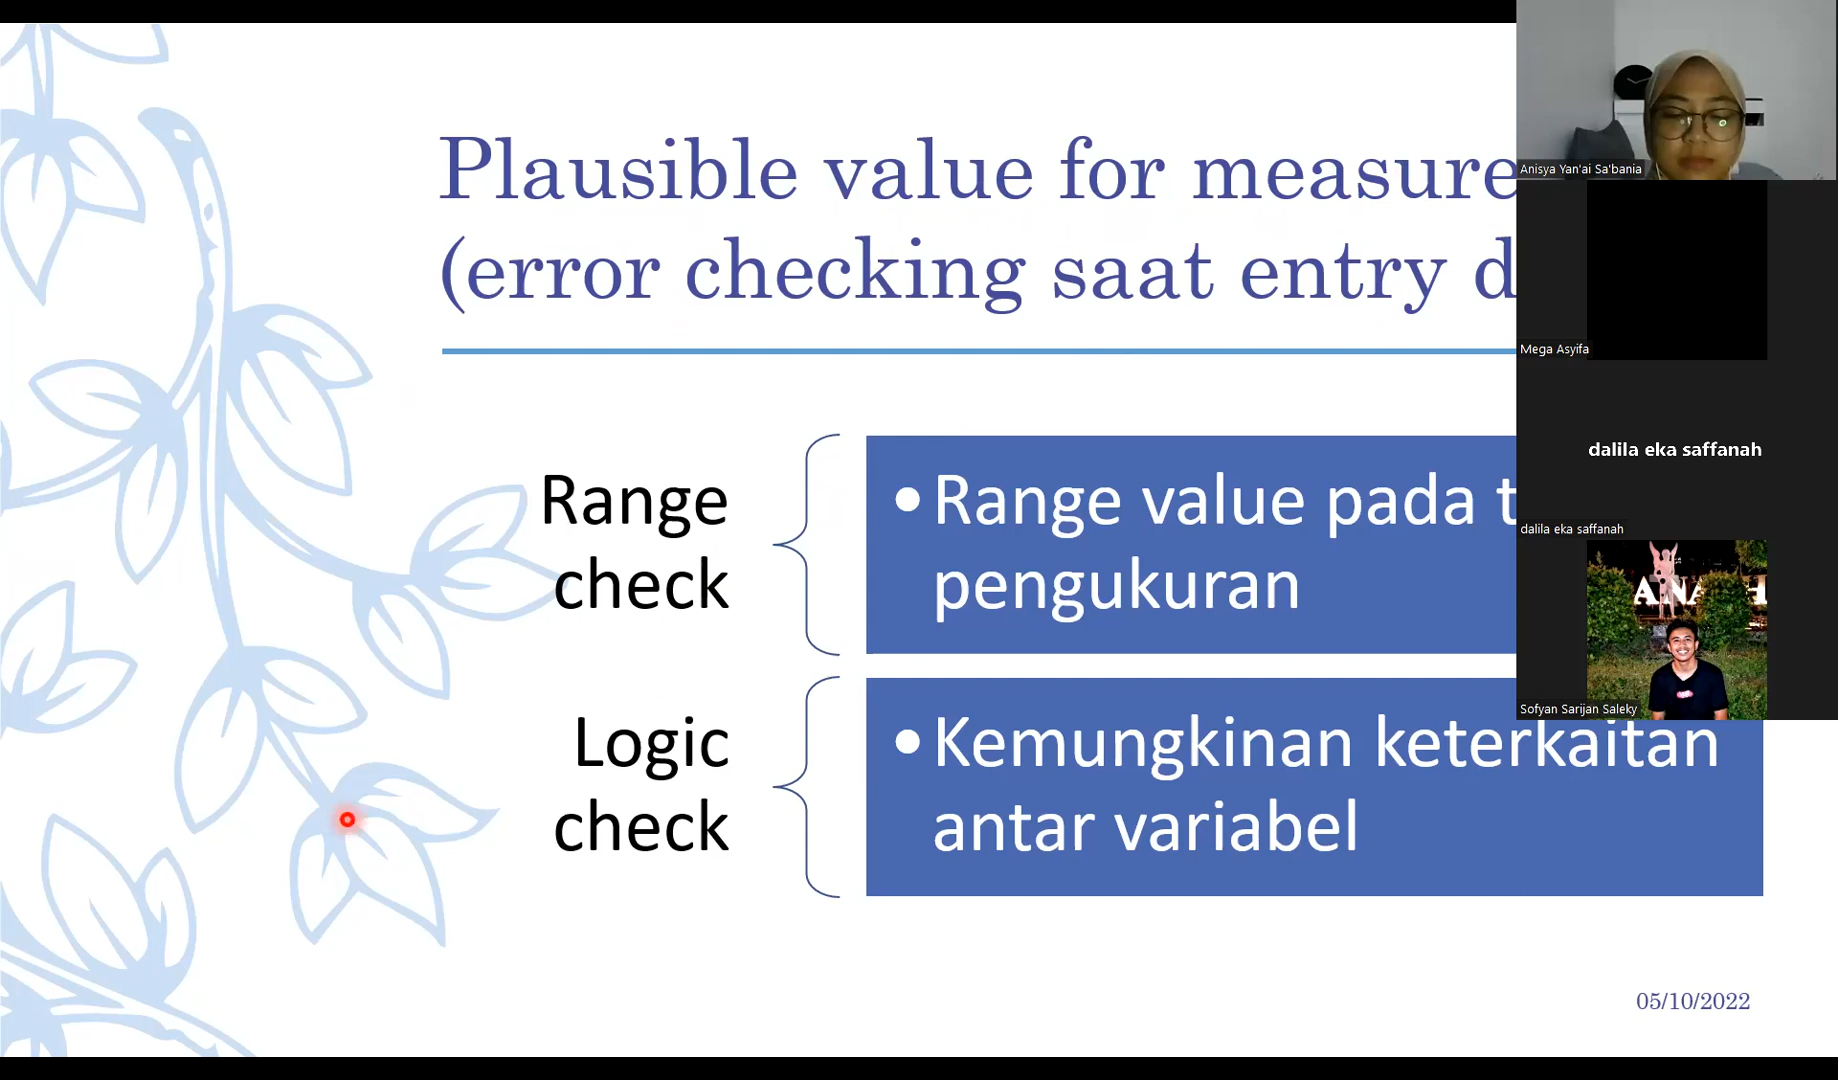 Plausible value for measure
(error checking saat entry d
Range
check
• Range value pada t
pengukuran
Logic
check
• Kemungkinan keterkaitan
antar variabel
05/10/2022
Anisya Yan'ai Sa'bania
Mega Asyifa
dalila eka saffanah
dalila eka saffanah
Sofyan Sarijan Saleky